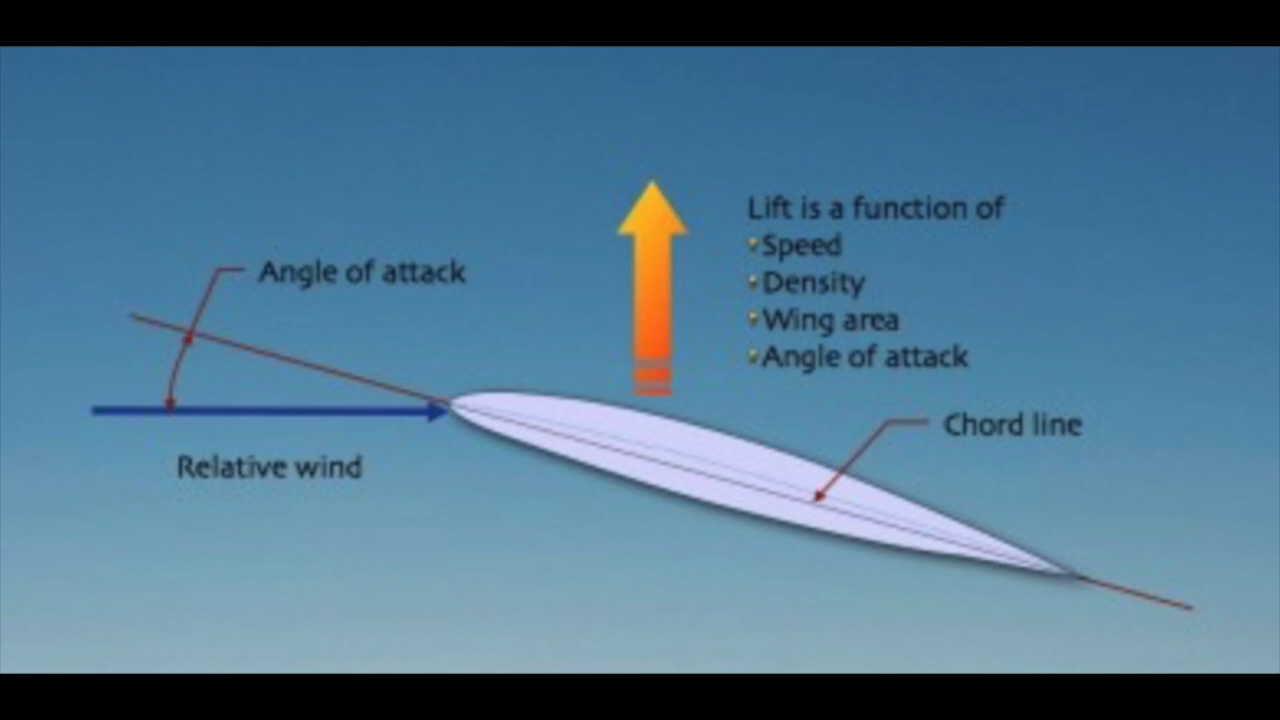 Lift is a function of
Speed
Density
Wing area
Angle of attack
Angle of attack
Chord line
Relative wind